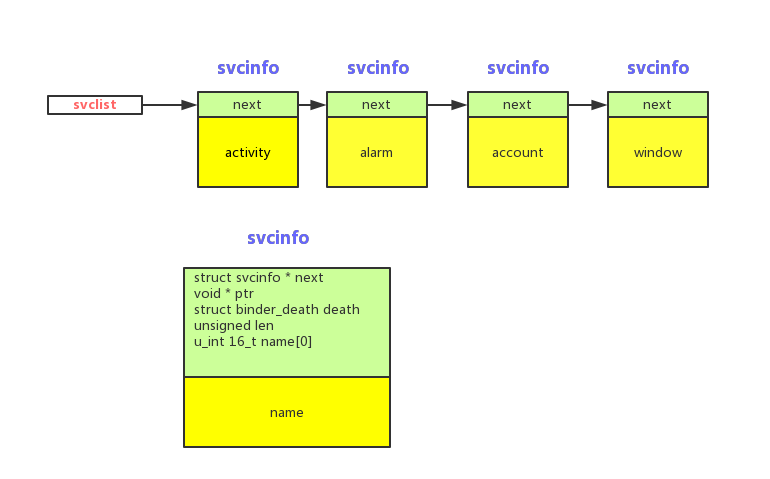 svcinfo svcinfo svcinfo svcinfo
svclist next next next next
activity alarm account window
svcinfo
struct svcinfo * next
void * ptr
struct binder_death death
unsigned len
u_int 16_t name[0]
name